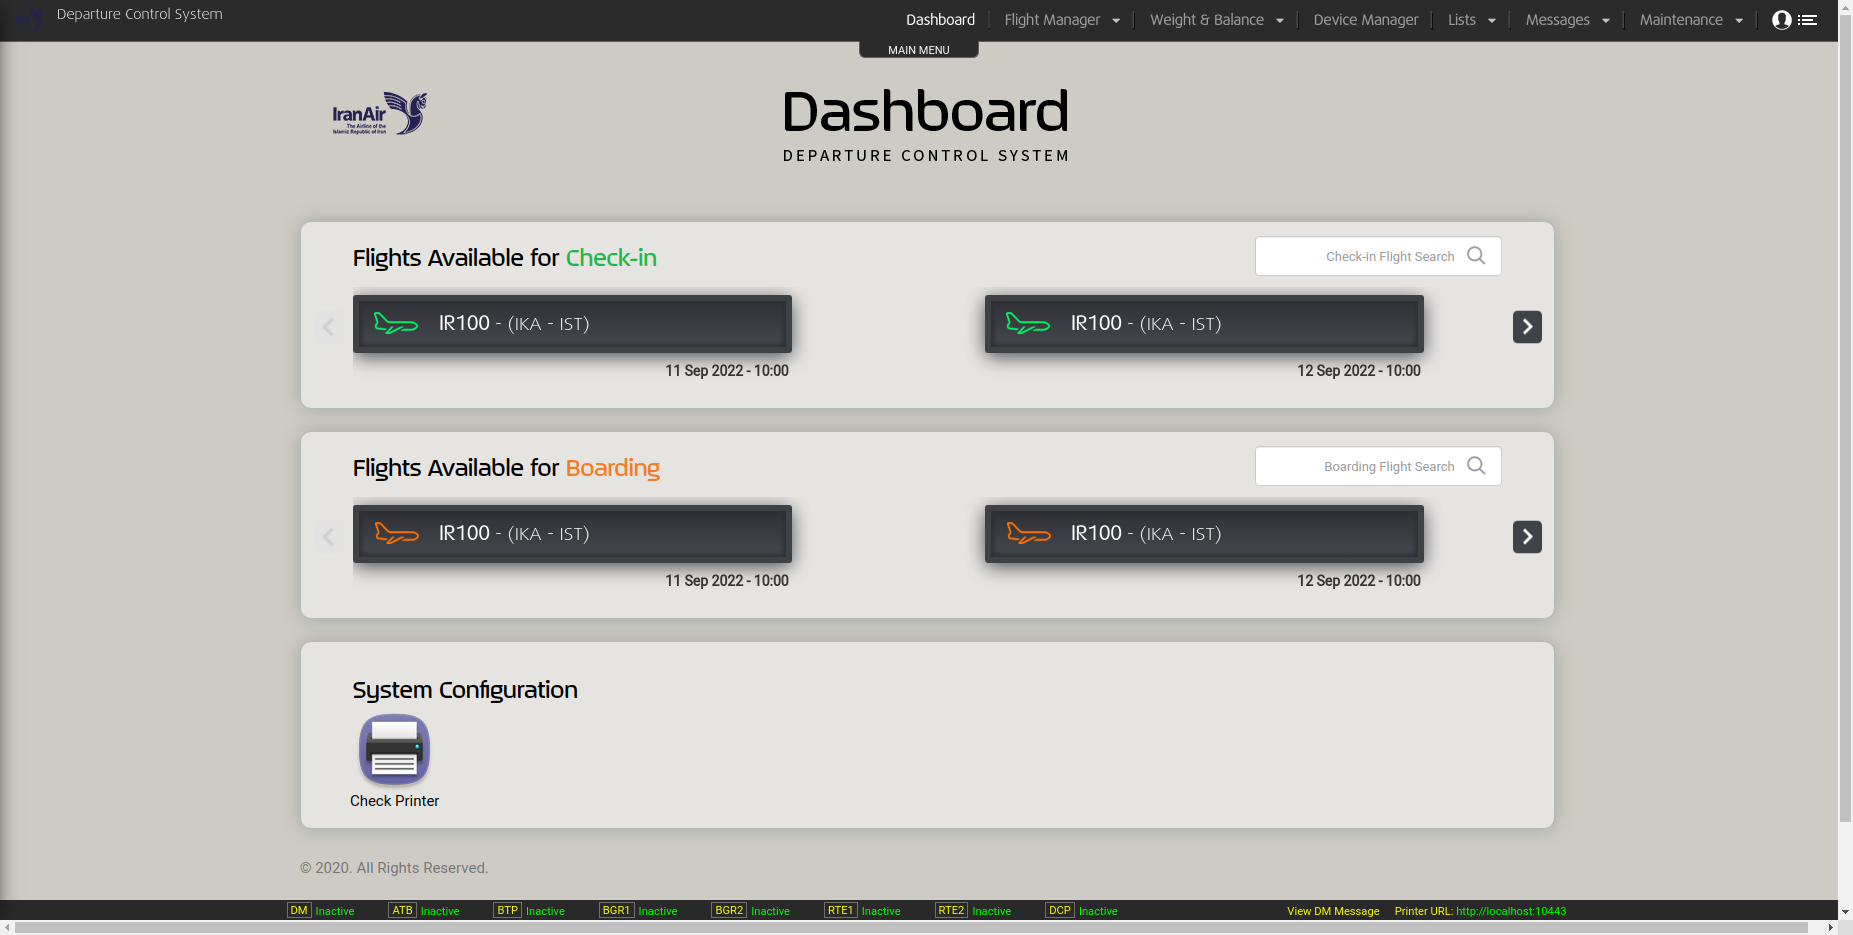 Departure Control System
Dashboard
Flight Manager
Weight & Balance
Device Manager
Lists
Messages
Maintenance
MAIN MENU
IranAir
The Airline of the
Islamic Republic of Iran
Dashboard
DEPARTURE CONTROL SYSTEM
Flights Available for Check-in
Check-in Flight Search
IR100 - (IKA - IST)
11 Sep 2022 - 10:00
IR100 - (IKA - IST)
12 Sep 2022 - 10:00
Flights Available for Boarding
Boarding Flight Search
IR100 - (IKA - IST)
11 Sep 2022 - 10:00
IR100 - (IKA - IST)
12 Sep 2022 - 10:00
System Configuration
Check Printer
© 2020. All Rights Reserved.
DM Inactive
ATB Inactive
BTP Inactive
BGR1 Inactive
BGR2 Inactive
RTE1 Inactive
RTE2 Inactive
DCP Inactive
View DM Message
Printer URL: http://localhost:10443